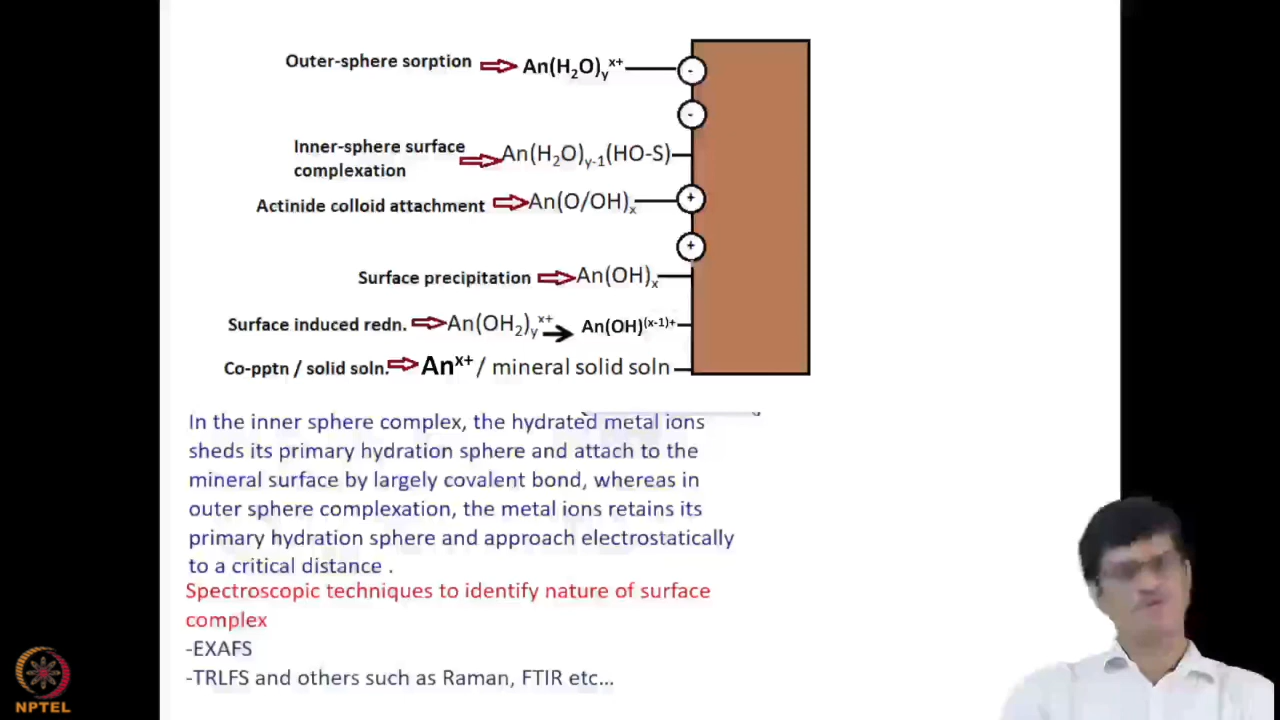 Outer-sphere sorption An(H₂O)ᵧˣ⁺ -
-
Inner-sphere surface
complexation An(H₂O)ᵧ₋₁(HO-S)
Actinide colloid attachment An(O/OH)ₓ +
+
Surface precipitation An(OH)ₓ
Surface induced redn. An(OH₂)ᵧˣ⁺ An(OH)⁽ˣ⁻¹⁾⁺
Co-pptn / solid soln. Anˣ⁺ / mineral solid soln
In the inner sphere complex, the hydrated metal ions
sheds its primary hydration sphere and attach to the
mineral surface by largely covalent bond, whereas in
outer sphere complexation, the metal ions retains its
primary hydration sphere and approach electrostatically
to a critical distance .
Spectroscopic techniques to identify nature of surface
complex
-EXAFS
-TRLFS and others such as Raman, FTIR etc...
NPTEL